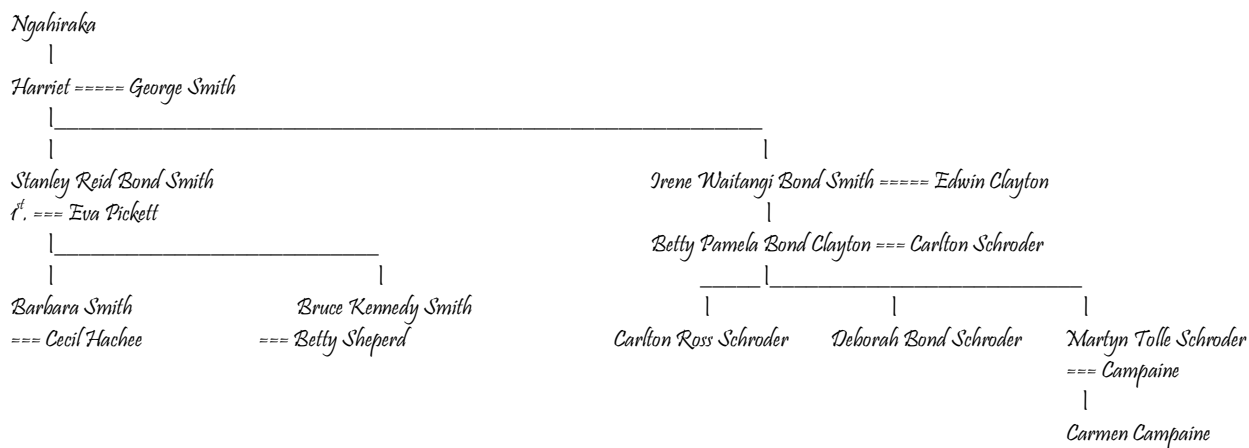 Ngahiraka
Harriet ===== George Smith
Stanley Reid Bond Smith Irene Waitangi Bond Smith ===== Edwin Clayton
1st. === Eva Pickett
Betty Pamela Bond Clayton === Carlton Schroder
Barbara Smith Bruce Kennedy Smith
=== Cecil Hachee === Betty Sheperd Carlton Ross Schroder Deborah Bond Schroder Martyn Tolle Schroder
=== Campaine
Carmen Campaine